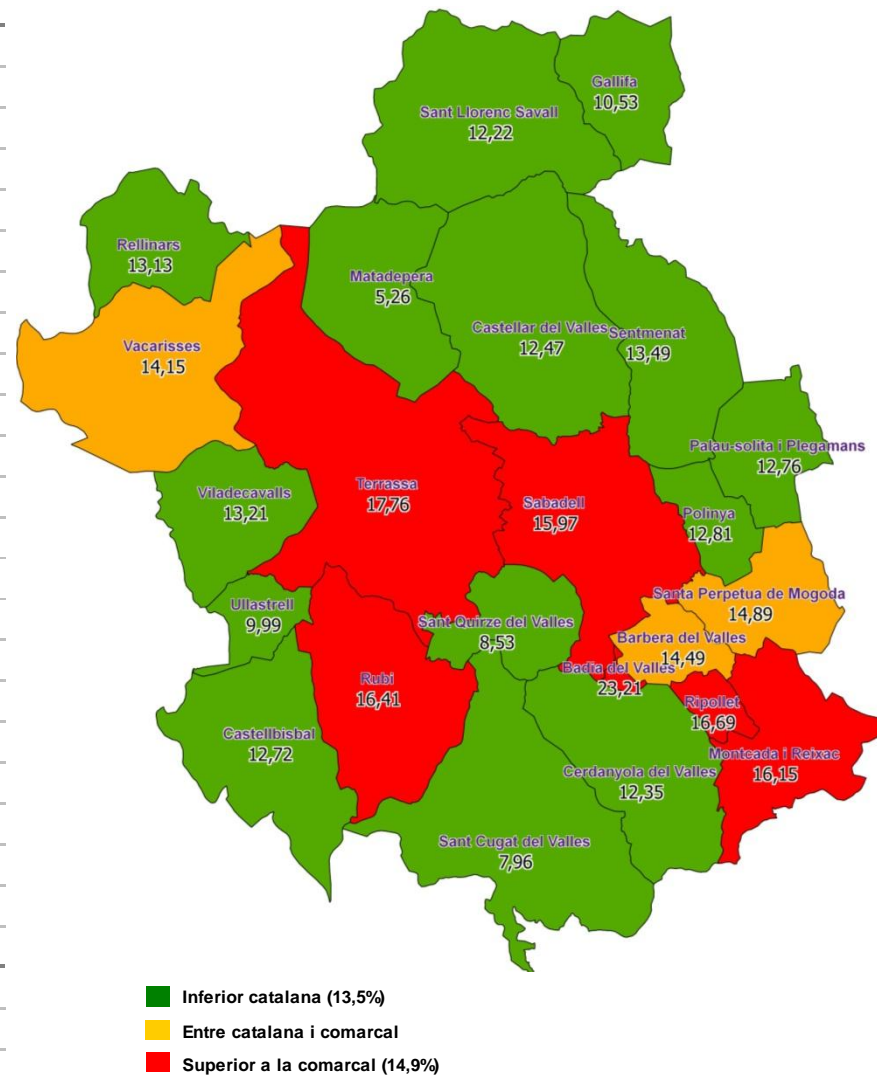 Gallifa
10,53
Sant Llorenc Savall
12,22
Rellinars
13,13
Matadepera
5,26
Castellar del Valles
12,47
Sentmenat
13,49
Vacarisses
14,15
Palau-solita i Plegamans
12,76
Terrassa
17,76
Viladecavalls
13,21
Sabadell
15,97
Polinya
12,81
Santa Perpetua de Mogoda
14,89
Ullastrell
9,99
Sant Quirze del Valles
8,53
Barbera del Valles
14,49
Badia del Valles
23,21
Rubi
16,41
Ripollet
16,69
Castellbisbal
12,72
Montcada i Reixac
16,15
Cerdanyola del Valles
12,35
Sant Cugat del Valles
7,96
Inferior catalana (13,5%)
Entre catalana i comarcal
Superior a la comarcal (14,9%)